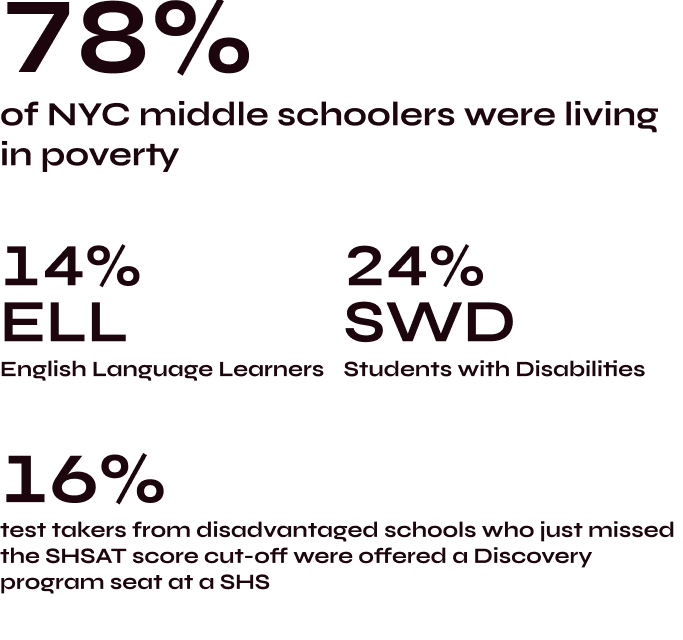 78%
of NYC middle schoolers were living
in poverty
14%
ELL
English Language Learners
24%
SWD
Students with Disabilities
16%
test takers from disadvantaged schools who just missed
the SHSAT score cut-off were offered a Discovery
program seat at a SHS